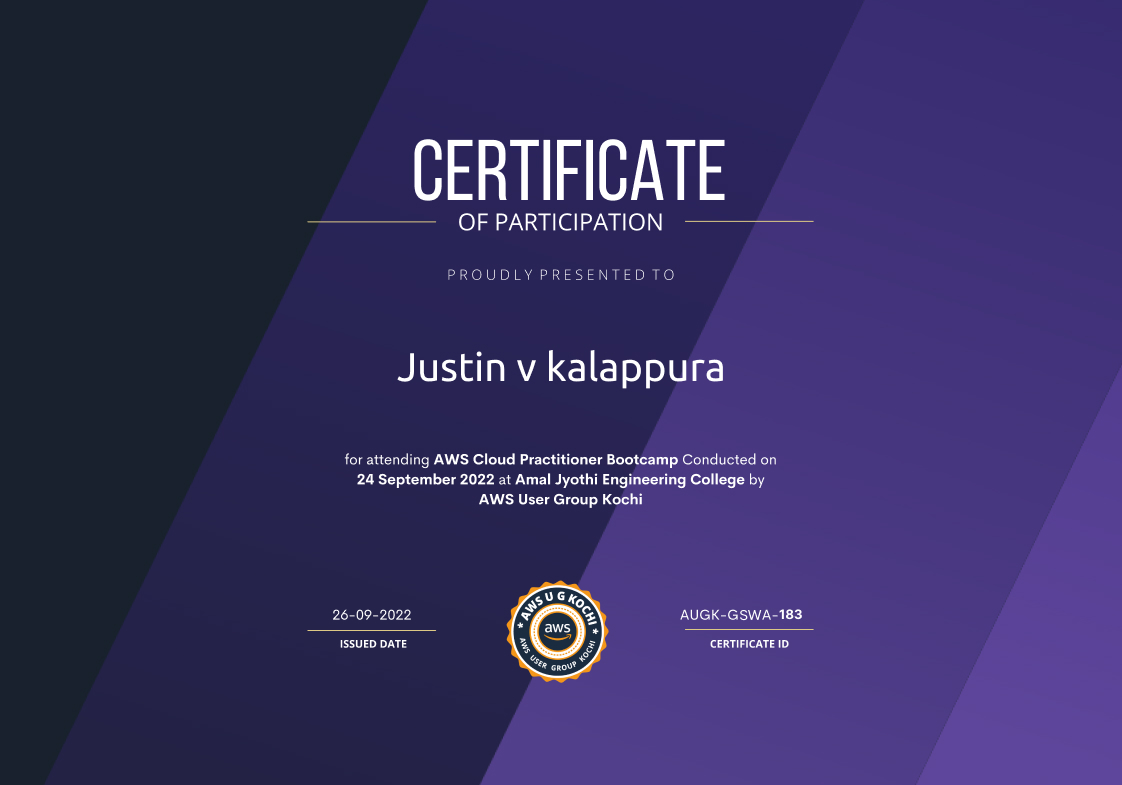 CERTIFICATE
OF PARTICIPATION
PROUDLY PRESENTED TO
Justin v kalappura
for attending AWS Cloud Practitioner Bootcamp Conducted on
24 September 2022 at Amal Jyothi Engineering College by
AWS User Group Kochi
26-09-2022
ISSUED DATE
AWS U G KOCHI
aws
AWS USER GROUP KOCHI
AUGK-GSWA-183
CERTIFICATE ID